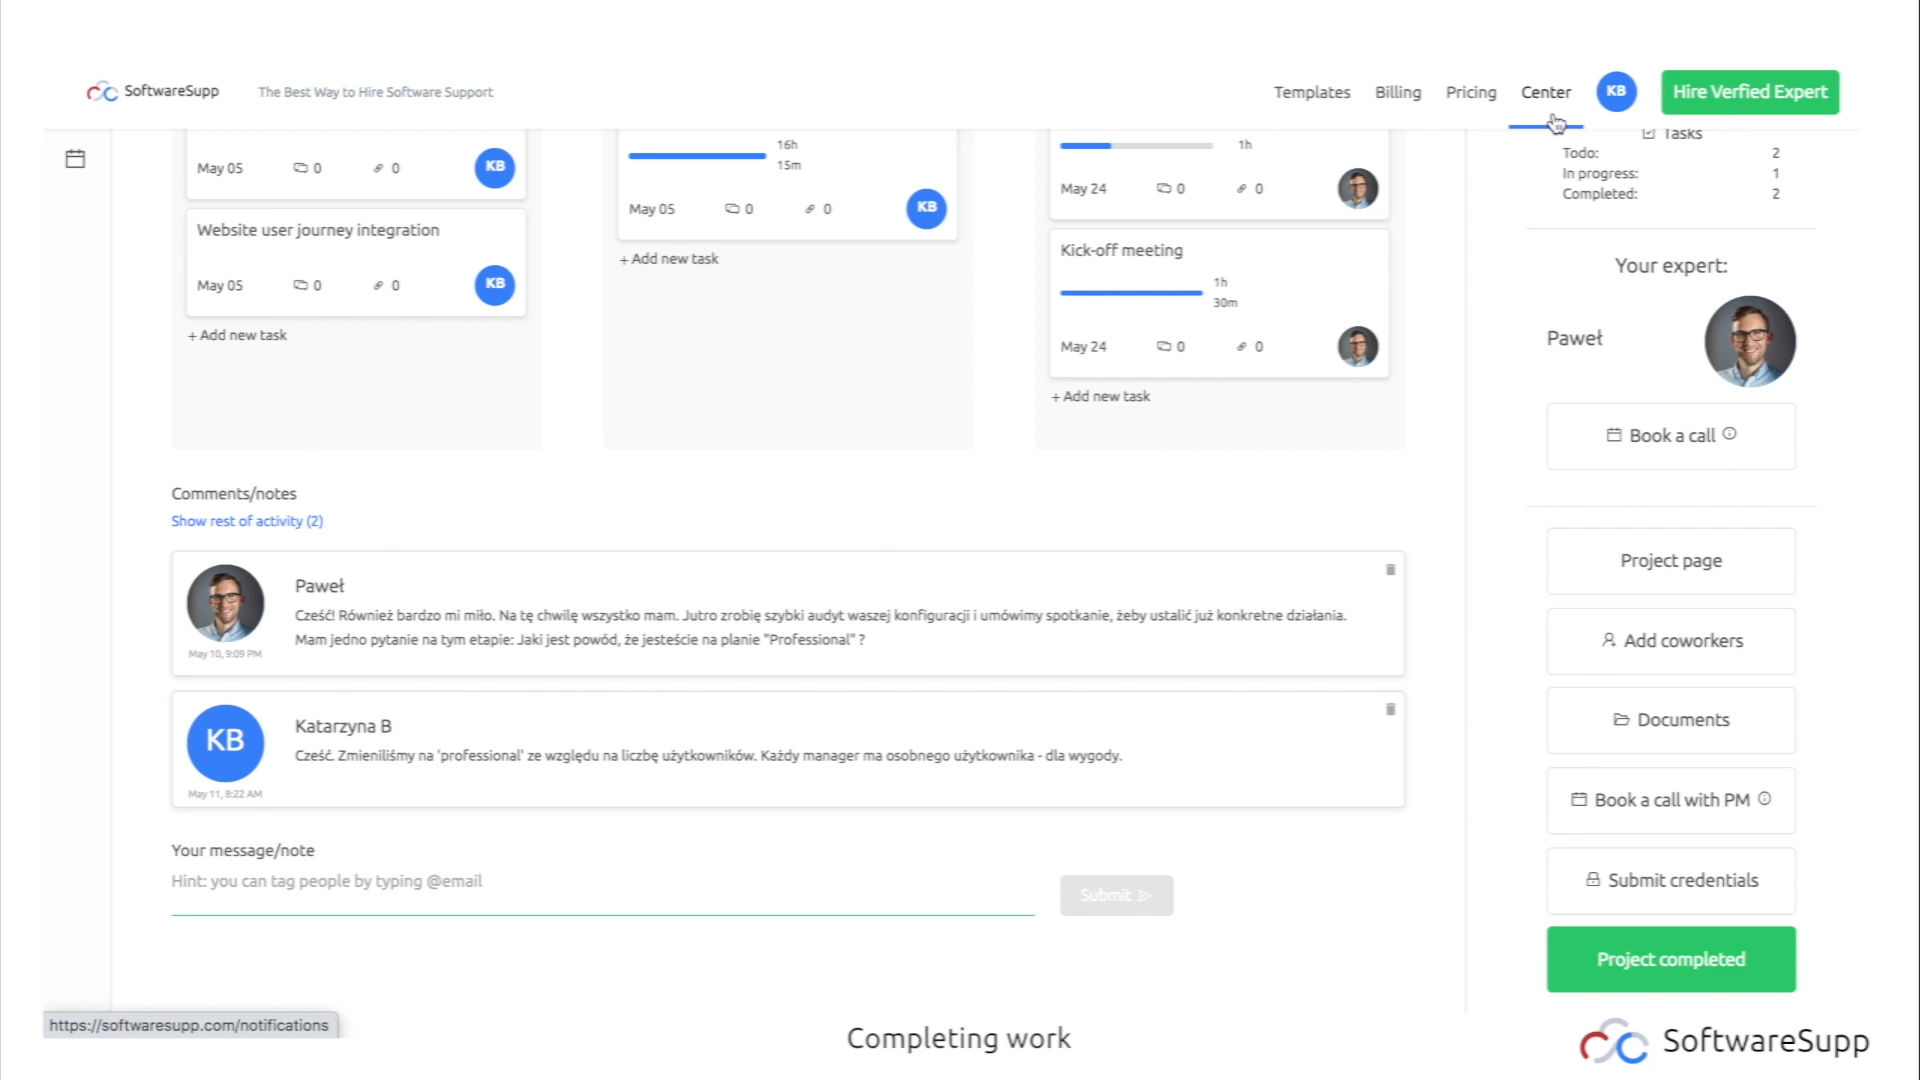 SoftwareSupp
The Best Way to Hire Software Support
Templates
Billing
Pricing
Center
KB
Hire Verfied Expert
May 05
0
0
KB
Website user journey integration
May 05
0
0
KB
+ Add new task
16h
15m
May 05
0
0
KB
+ Add new task
1h
May 24
0
0
Kick-off meeting
1h
30m
May 24
0
0
+ Add new task
Tasks
Todo: 2
In progress: 1
Completed: 2
Your expert:
Paweł
Book a call
Project page
Add coworkers
Documents
Book a call with PM
Submit credentials
Project completed
Comments/notes
Show rest of activity (2)
Paweł
Cześć! Również bardzo mi miło. Na tę chwilę wszystko mam. Jutro zrobię szybki audyt waszej konfiguracji i umówimy spotkanie, żeby ustalić już konkretne działania.
Mam jedno pytanie na tym etapie: Jaki jest powód, że jesteście na planie "Professional" ?
May 10, 9:09 PM
KB
Katarzyna B
Cześć. Zmieniliśmy na 'professional' ze względu na liczbę użytkowników. Każdy manager ma osobnego użytkownika - dla wygody.
May 11, 8:22 AM
Your message/note
Hint: you can tag people by typing @email
Submit
https://softwaresupp.com/notifications
Completing work
SoftwareSupp